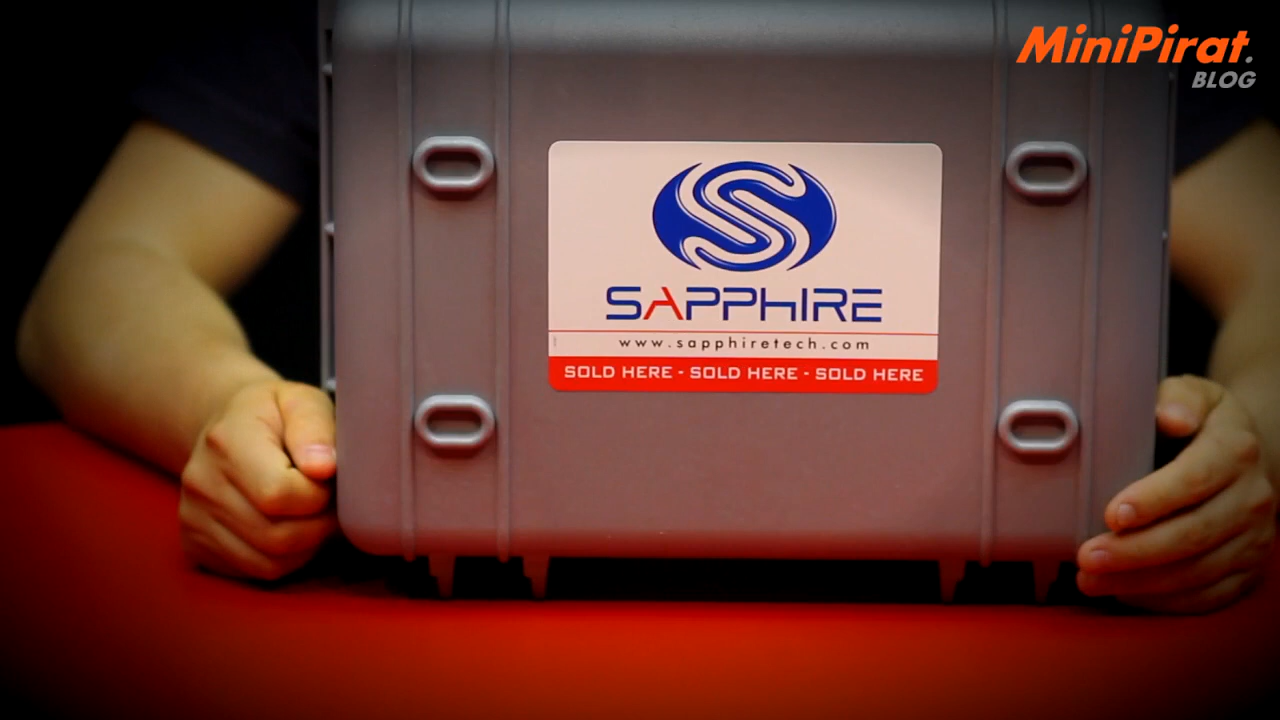 MiniPirat.
BLOG
SAPPHIRE
www.sapphiretech.com
SOLD HERE - SOLD HERE - SOLD HERE